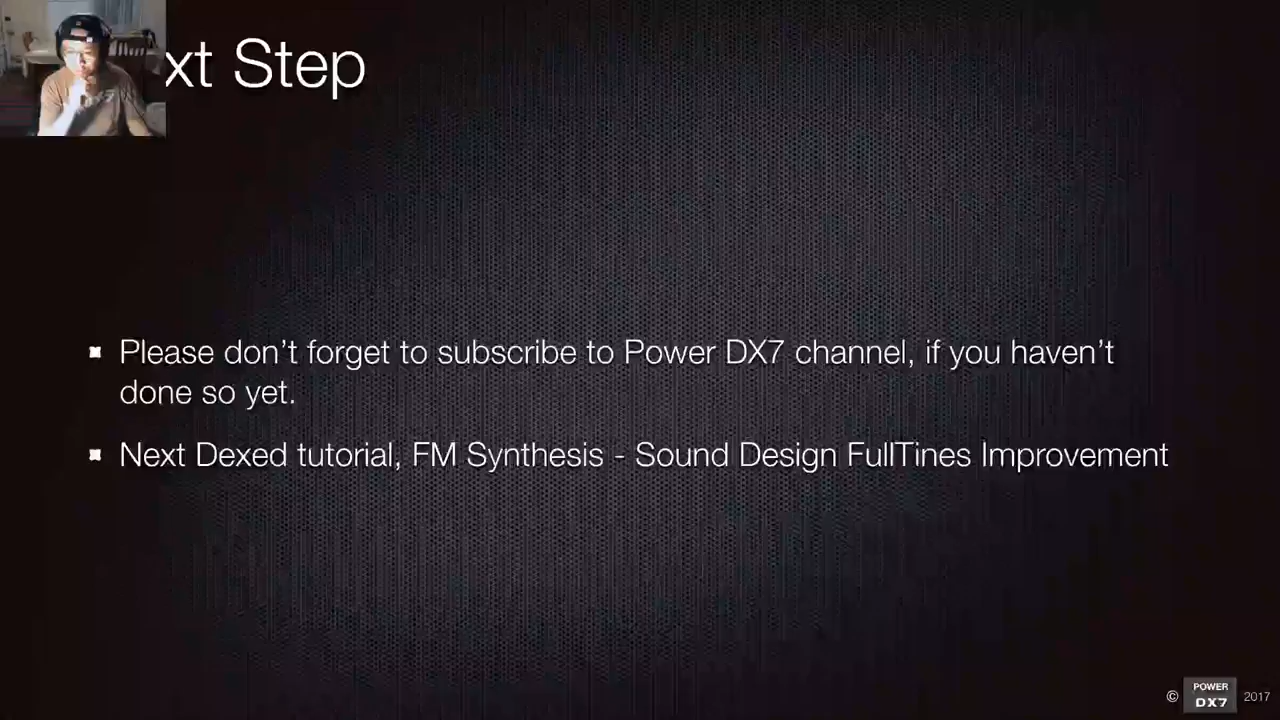 xt Step
Please don't forget to subscribe to Power DX7 channel, if you haven't
done so yet.
Next Dexed tutorial, FM Synthesis - Sound Design FullTines Improvement
© POWER DX7 2017